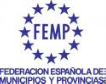 FEMP
FEDERACION ESPAÑOLA DE
MUNICIPIOS Y PROVINCIAS